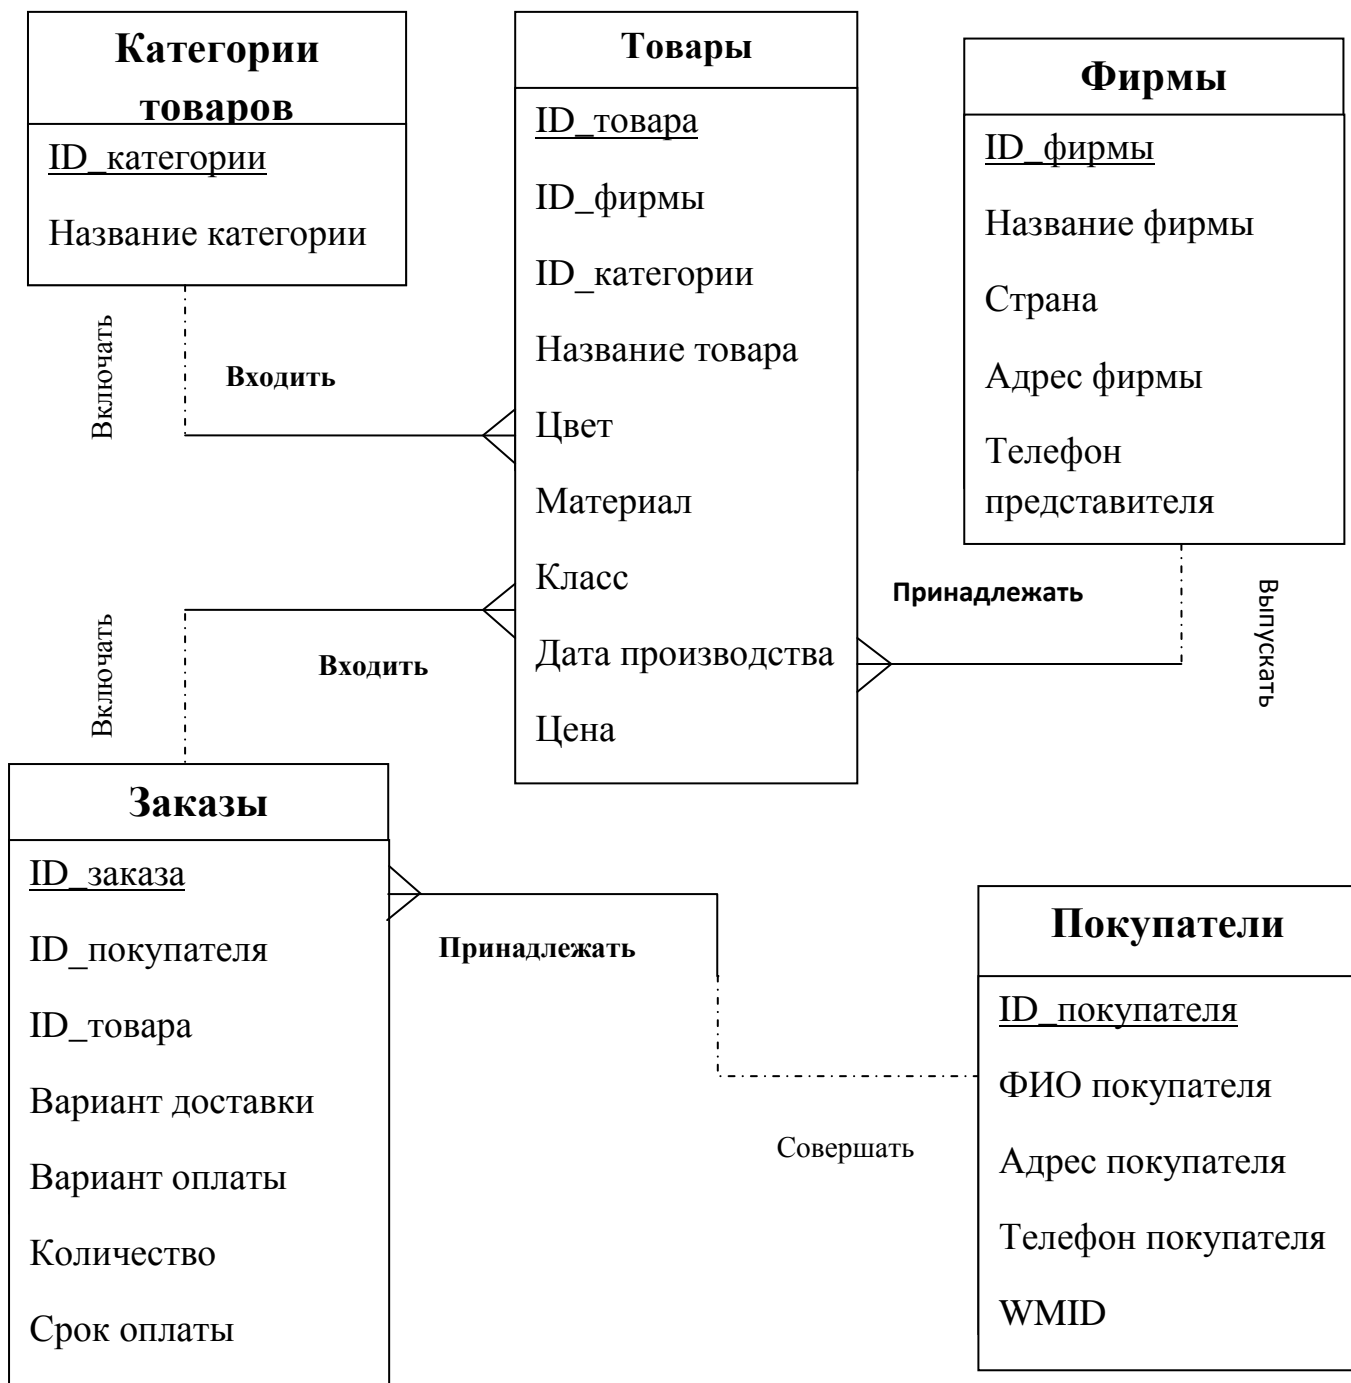 Категории
товаров
ID_категории
Название категории
Товары
ID_товара
ID_фирмы
ID_категории
Название товара
Цвет
Материал
Класс
Дата производства
Цена
Фирмы
ID_фирмы
Название фирмы
Страна
Адрес фирмы
Телефон
представителя
Включать
Входить
Включать
Входить
Принадлежать
Выпускать
Заказы
ID_заказа
ID_покупателя
ID_товара
Вариант доставки
Вариант оплаты
Количество
Срок оплаты
Принадлежать
Совершать
Покупатели
ID_покупателя
ФИО покупателя
Адрес покупателя
Телефон покупателя
WMID